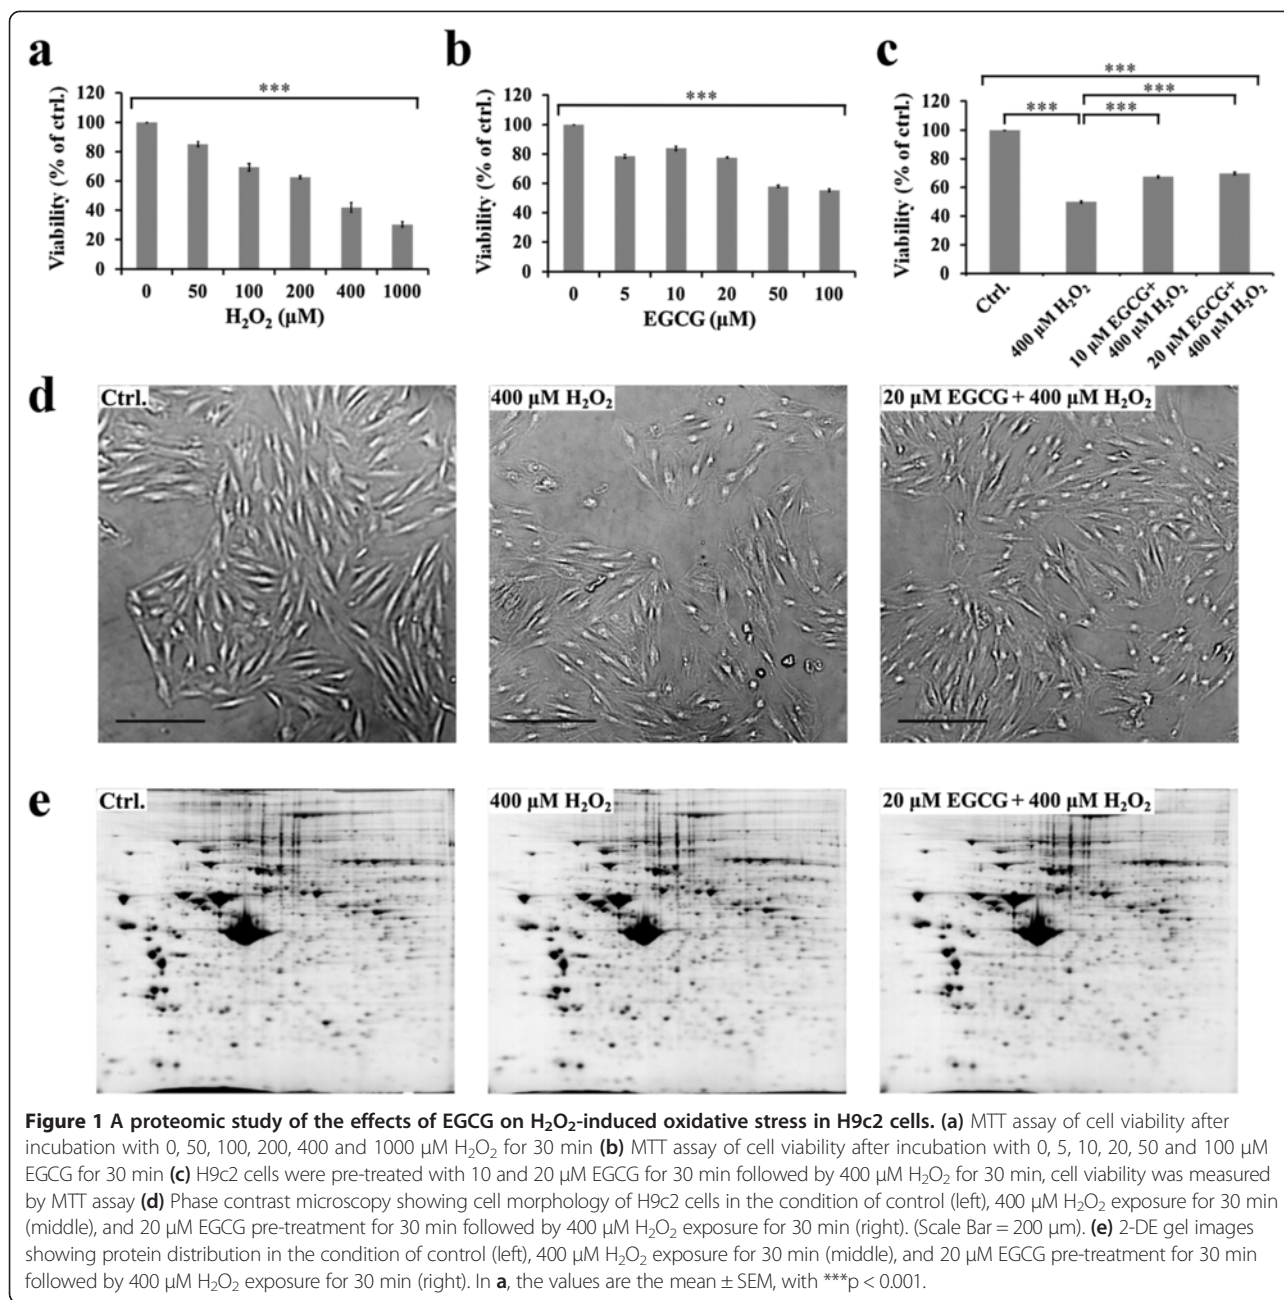 a
***
120
100
80
60
40
20
0
Viability (% of ctrl.)
0 50 100 200 400 1000
H₂O₂ (μM)
b
***
120
100
80
60
40
20
0
Viability (% of ctrl.)
0 5 10 20 50 100
EGCG (μM)
c
***
***
*** ***
120
100
80
60
40
20
0
Viability (% of ctrl.)
Ctrl.
400 μM H₂O₂
10 μM EGCG+
400 μM H₂O₂
20 μM EGCG+
400 μM H₂O₂
d
Ctrl.
400 μM H₂O₂
20 μM EGCG + 400 μM H₂O₂
e
Ctrl.
400 μM H₂O₂
20 μM EGCG + 400 μM H₂O₂
Figure 1 A proteomic study of the effects of EGCG on H₂O₂-induced oxidative stress in H9c2 cells. (a) MTT assay of cell viability after
incubation with 0, 50, 100, 200, 400 and 1000 μM H₂O₂ for 30 min (b) MTT assay of cell viability after incubation with 0, 5, 10, 20, 50 and 100 μM
EGCG for 30 min (c) H9c2 cells were pre-treated with 10 and 20 μM EGCG for 30 min followed by 400 μM H₂O₂ for 30 min, cell viability was measured
by MTT assay (d) Phase contrast microscopy showing cell morphology of H9c2 cells in the condition of control (left), 400 μM H₂O₂ exposure for 30 min
(middle), and 20 μM EGCG pre-treatment for 30 min followed by 400 μM H₂O₂ exposure for 30 min (right). (Scale Bar = 200 μm). (e) 2-DE gel images
showing protein distribution in the condition of control (left), 400 μM H₂O₂ exposure for 30 min (middle), and 20 μM EGCG pre-treatment for 30 min
followed by 400 μM H₂O₂ exposure for 30 min (right). In a, the values are the mean ± SEM, with ***p < 0.001.